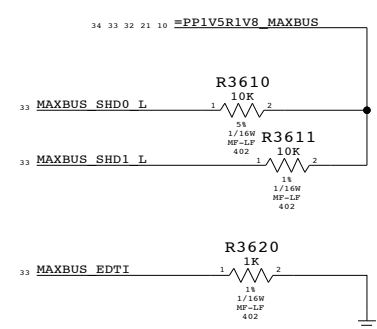 34 33 32 21 10 =PP1V5R1V8_MAXBUS
R3610
10K
33 MAXBUS_SHD0_L 1 2
5%
1/16W
MF-LF
402
R3611
10K
33 MAXBUS_SHD1_L 1 2
1%
1/16W
MF-LF
402
R3620
1K
33 MAXBUS_EDTI 1 2
1%
1/16W
MF-LF
402